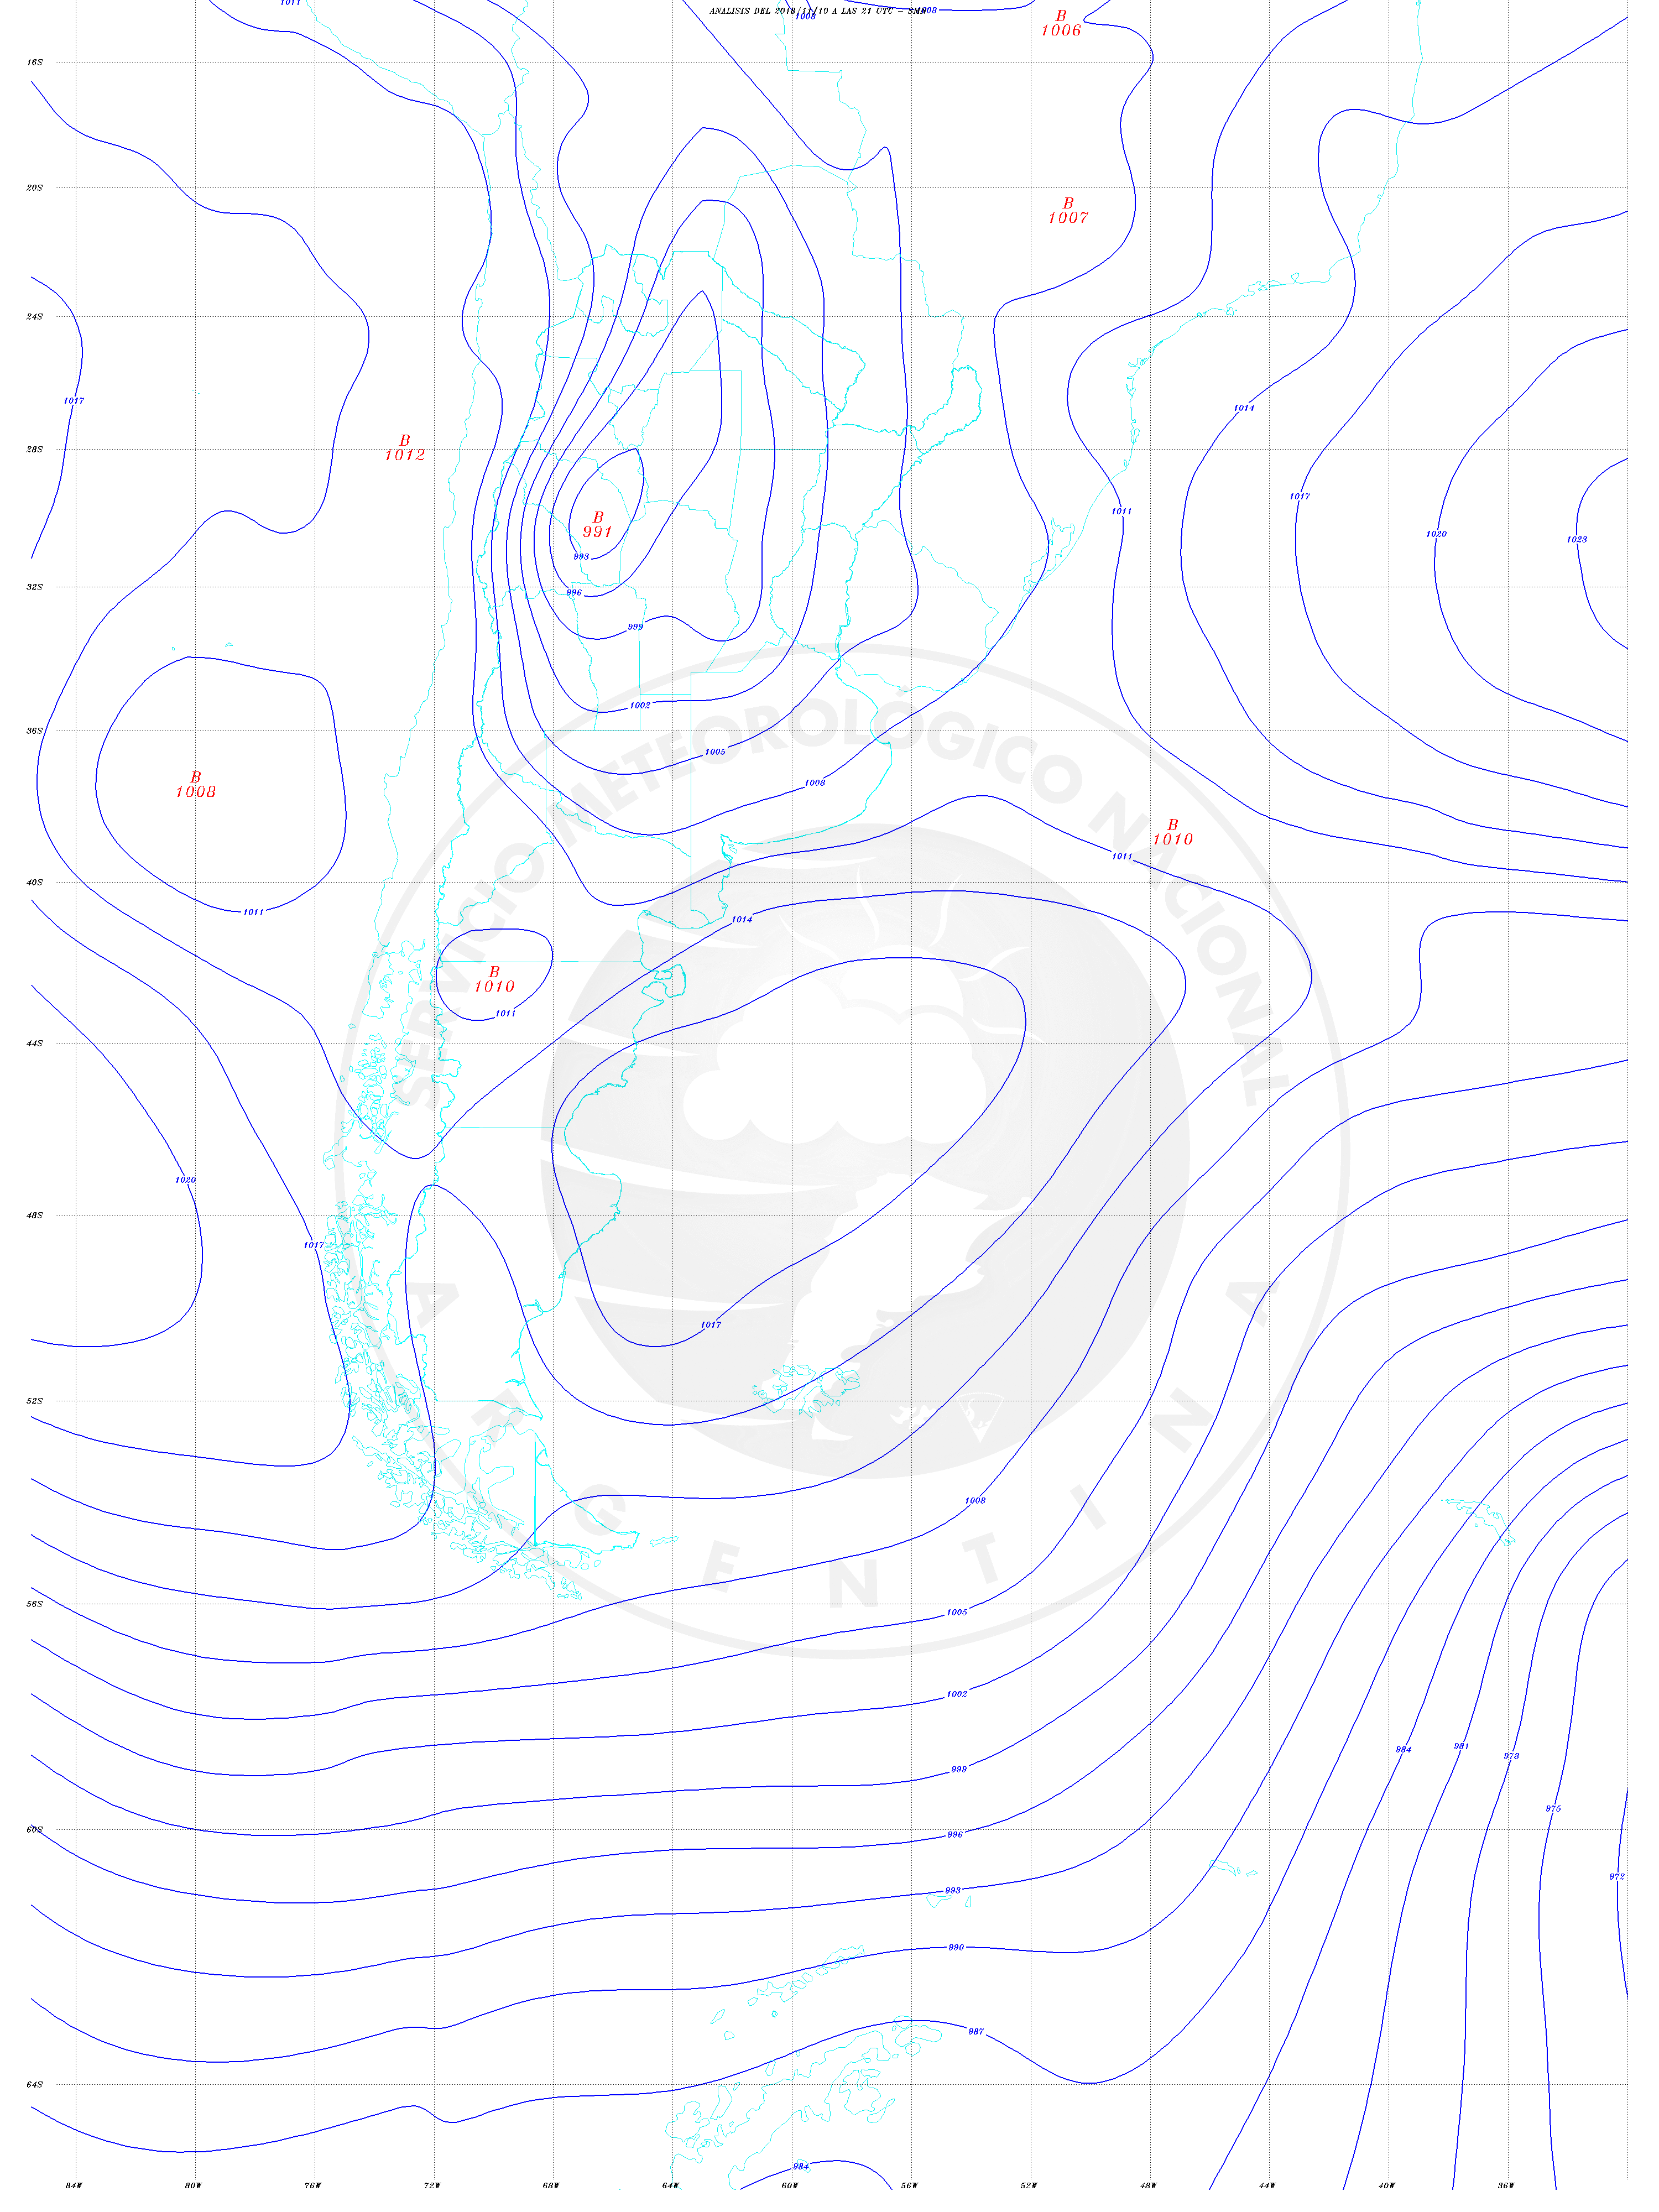 ANALISIS DEL 2018/11/10 A LAS 21 UTC - SMN
1011
1008
1008
B
1006
16S
20S
B
1007
24S
1017
1014
B
1012
28S
1017
1011
B
991
1020
1023
993
32S
996
999
1002
36S
1005
B
1008
1008
B
1010
1011
40S
1011
1014
B
1010
1011
44S
1020
48S
1017
1017
52S
1008
56S
1005
1002
984
981
978
999
975
60S
996
972
993
990
987
64S
984
84W
80W
76W
72W
68W
64W
60W
56W
52W
48W
44W
40W
36W
SERVICIO METEOROLÓGICO NACIONAL
ARGENTINA